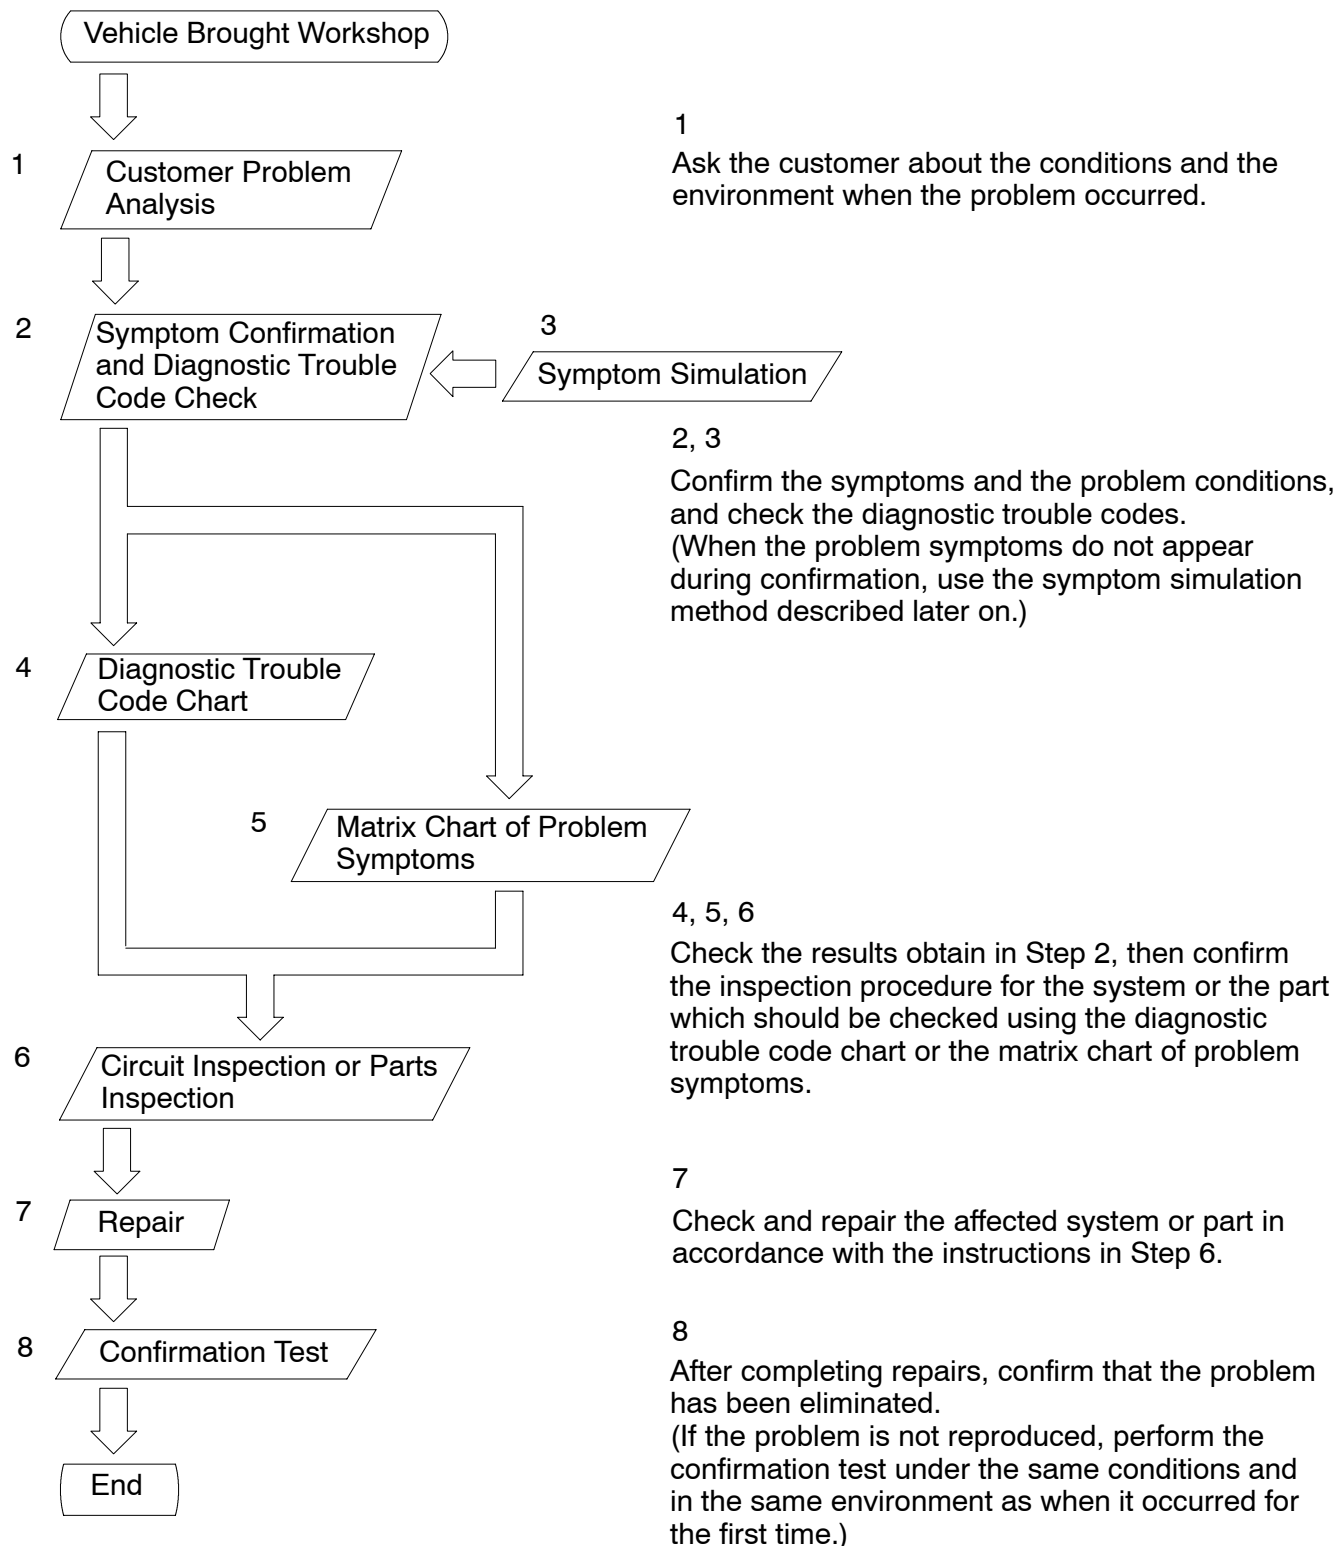 Vehicle Brought Workshop
1
Customer Problem
Analysis
1
Ask the customer about the conditions and the
environment when the problem occurred.
2
Symptom Confirmation
and Diagnostic Trouble
Code Check
3
Symptom Simulation
2, 3
Confirm the symptoms and the problem conditions,
and check the diagnostic trouble codes.
(When the problem symptoms do not appear
during confirmation, use the symptom simulation
method described later on.)
4
Diagnostic Trouble
Code Chart
5
Matrix Chart of Problem
Symptoms
4, 5, 6
Check the results obtain in Step 2, then confirm
the inspection procedure for the system or the part
which should be checked using the diagnostic
trouble code chart or the matrix chart of problem
symptoms.
6
Circuit Inspection or Parts
Inspection
7
Repair
7
Check and repair the affected system or part in
accordance with the instructions in Step 6.
8
Confirmation Test
8
After completing repairs, confirm that the problem
has been eliminated.
(If the problem is not reproduced, perform the
confirmation test under the same conditions and
in the same environment as when it occurred for
the first time.)
End